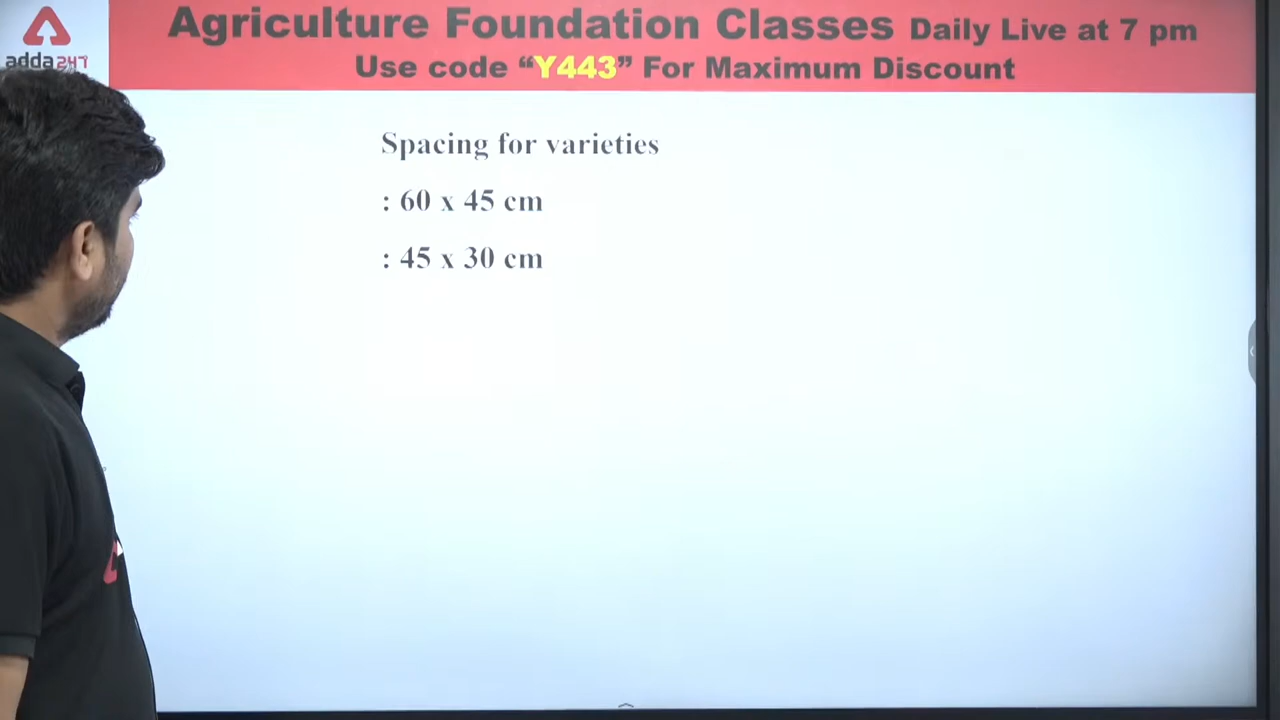 Agriculture Foundation Classes Daily Live at 7 pm
Use code “Y443” For Maximum Discount
adda247
Spacing for varieties
: 60 x 45 cm
: 45 x 30 cm